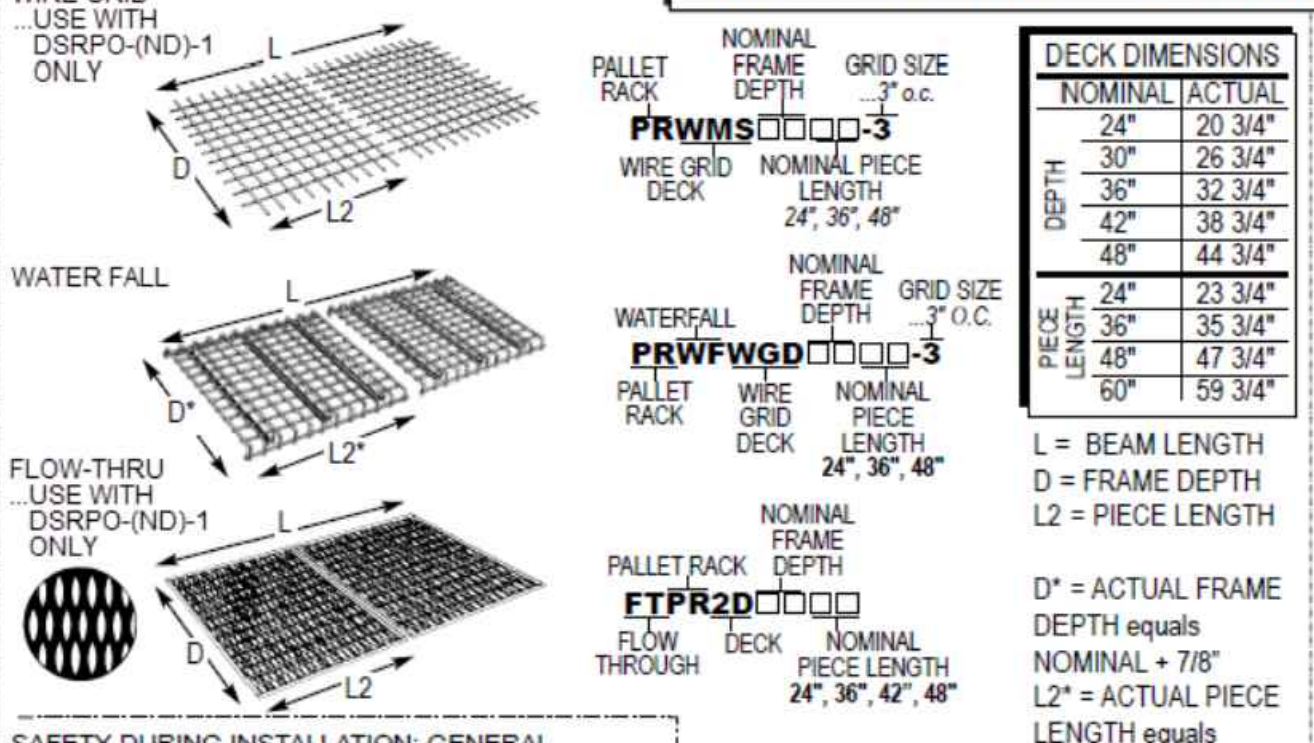 WIRE GRID
...USE WITH
DSRPO-(ND)-1
ONLY
L
D
L2
PALLET
RACK
NOMINAL
FRAME
DEPTH
GRID SIZE
...3" o.c.
PRWMS□□□□-3
WIRE GRID
DECK
NOMINAL PIECE
LENGTH
24", 36", 48"
WATER FALL
L
D*
L2*
WATERFALL
NOMINAL
FRAME
DEPTH
GRID SIZE
...3" O.C.
PRWFWGD□□□□-3
PALLET
RACK
WIRE
GRID
DECK
NOMINAL
PIECE
LENGTH
24", 36", 48"
FLOW-THRU
...USE WITH
DSRPO-(ND)-1
ONLY
L
D
L2
PALLET RACK
NOMINAL
FRAME
DEPTH
FTPR2D□□□□
FLOW
THROUGH
DECK
NOMINAL
PIECE LENGTH
24", 36", 42", 48"
DECK DIMENSIONS
NOMINAL ACTUAL
DEPTH
24" 20 3/4"
30" 26 3/4"
36" 32 3/4"
42" 38 3/4"
48" 44 3/4"
PIECE
LENGTH
24" 23 3/4"
36" 35 3/4"
48" 47 3/4"
60" 59 3/4"
L = BEAM LENGTH
D = FRAME DEPTH
L2 = PIECE LENGTH
D* = ACTUAL FRAME
DEPTH equals
NOMINAL + 7/8"
L2* = ACTUAL PIECE
LENGTH equals
SAFETY DURING INSTALLATION: GENERAL